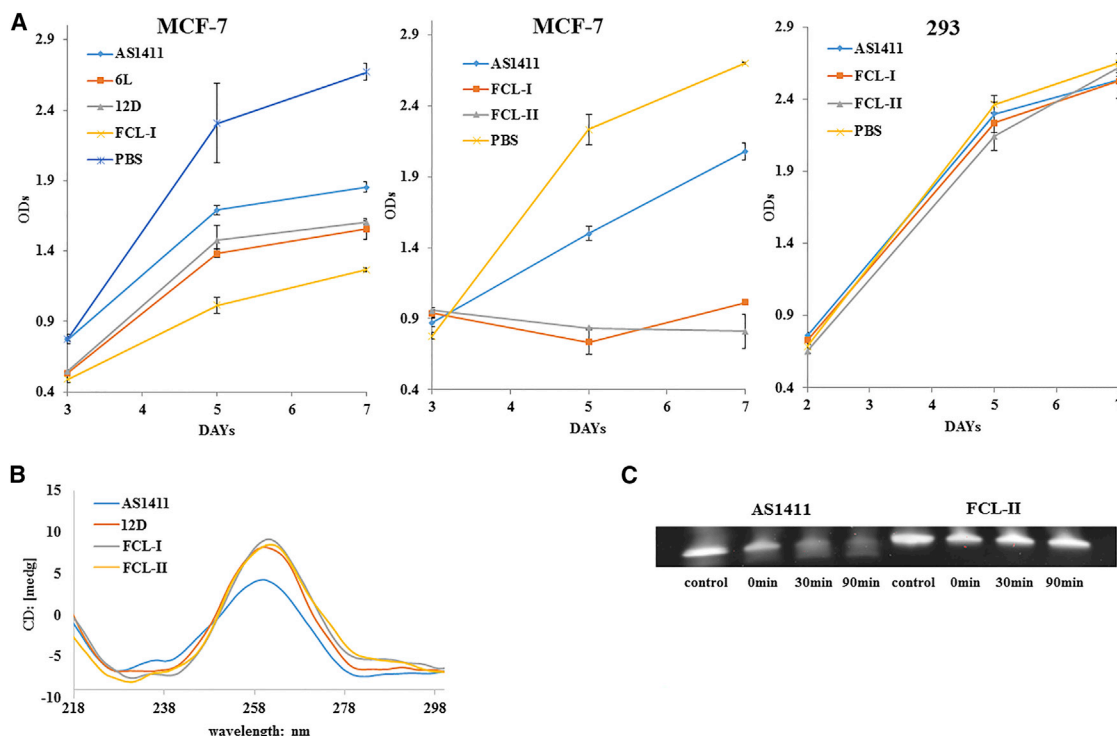 A
MCF-7
AS1411
6L
12D
FCL-I
PBS
2.9
2.4
1.9
1.4
0.9
0.4
ODs
3 4 5 6 7
DAYs
MCF-7
AS1411
FCL-I
FCL-II
PBS
2.9
2.4
1.9
1.4
0.9
0.4
ODs
3 4 5 6 7
DAYs
293
AS1411
FCL-I
FCL-II
PBS
2.9
2.4
1.9
1.4
0.9
0.4
ODs
2 3 4 5 6
DAYs
B
AS1411
12D
FCL-I
FCL-II
15
10
5
0
-5
-10
CD: [medg]
218 238 258 278 298
wavelength: nm
C
AS1411 FCL-II
control 0min 30min 90min control 0min 30min 90min